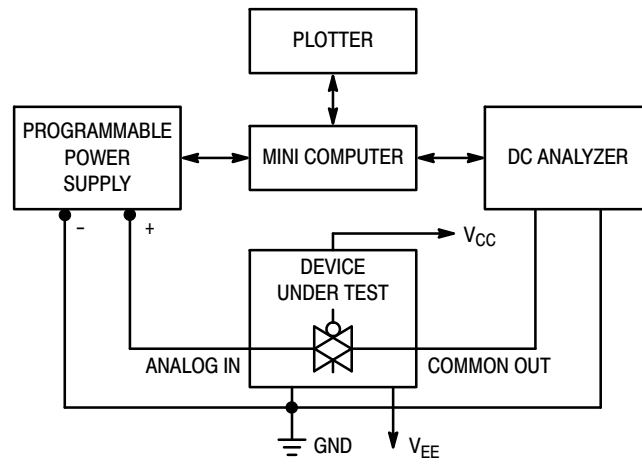 PLOTTER
PROGRAMMABLE
POWER
SUPPLY
MINI COMPUTER
DC ANALYZER
− +
VCC
DEVICE
UNDER TEST
ANALOG IN
COMMON OUT
GND
VEE